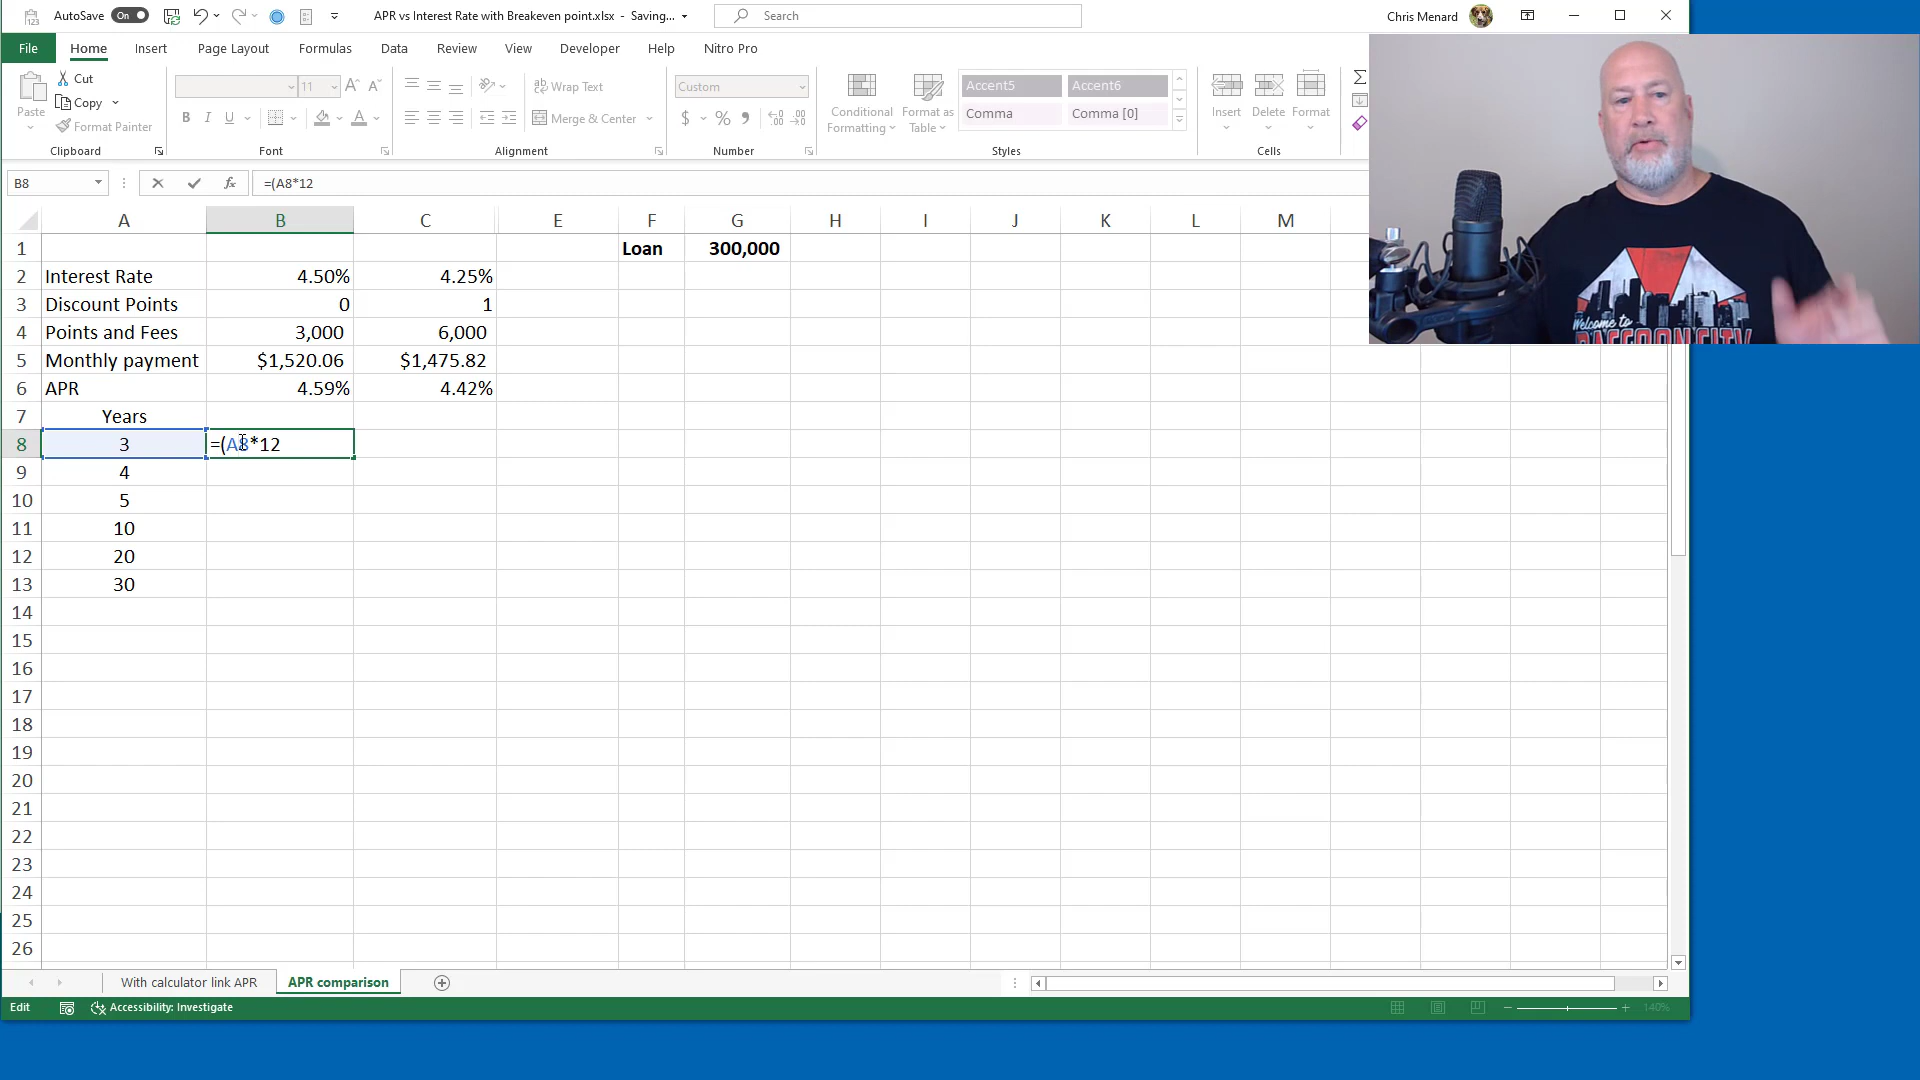 AutoSave On APR vs Interest Rate with Breakeven point.xlsx - Saving... Search Chris Menard
File Home Insert Page Layout Formulas Data Review View Developer Help Nitro Pro
Paste Cut Copy Format Painter
11
B I U A
Wrap Text
Merge & Center
Custom
$ % ,
Conditional Formatting
Format as Table
Accent5 Accent6
Comma Comma [0]
Insert Delete Format
Clipboard Font Alignment Number Styles Cells
B8 fx =(A8*12
A B C E F G H I J K L M
1 Loan 300,000
2 Interest Rate 4.50% 4.25%
3 Discount Points 0 1
4 Points and Fees 3,000 6,000
5 Monthly payment $1,520.06 $1,475.82
6 APR 4.59% 4.42%
7 Years
8 3 =(A8*12
9 4
10 5
11 10
12 20
13 30
14
15
16
17
18
19
20
21
22
23
24
25
26
Welcome to
RACCOON CITY
With calculator link APR APR comparison
Edit Accessibility: Investigate 140%